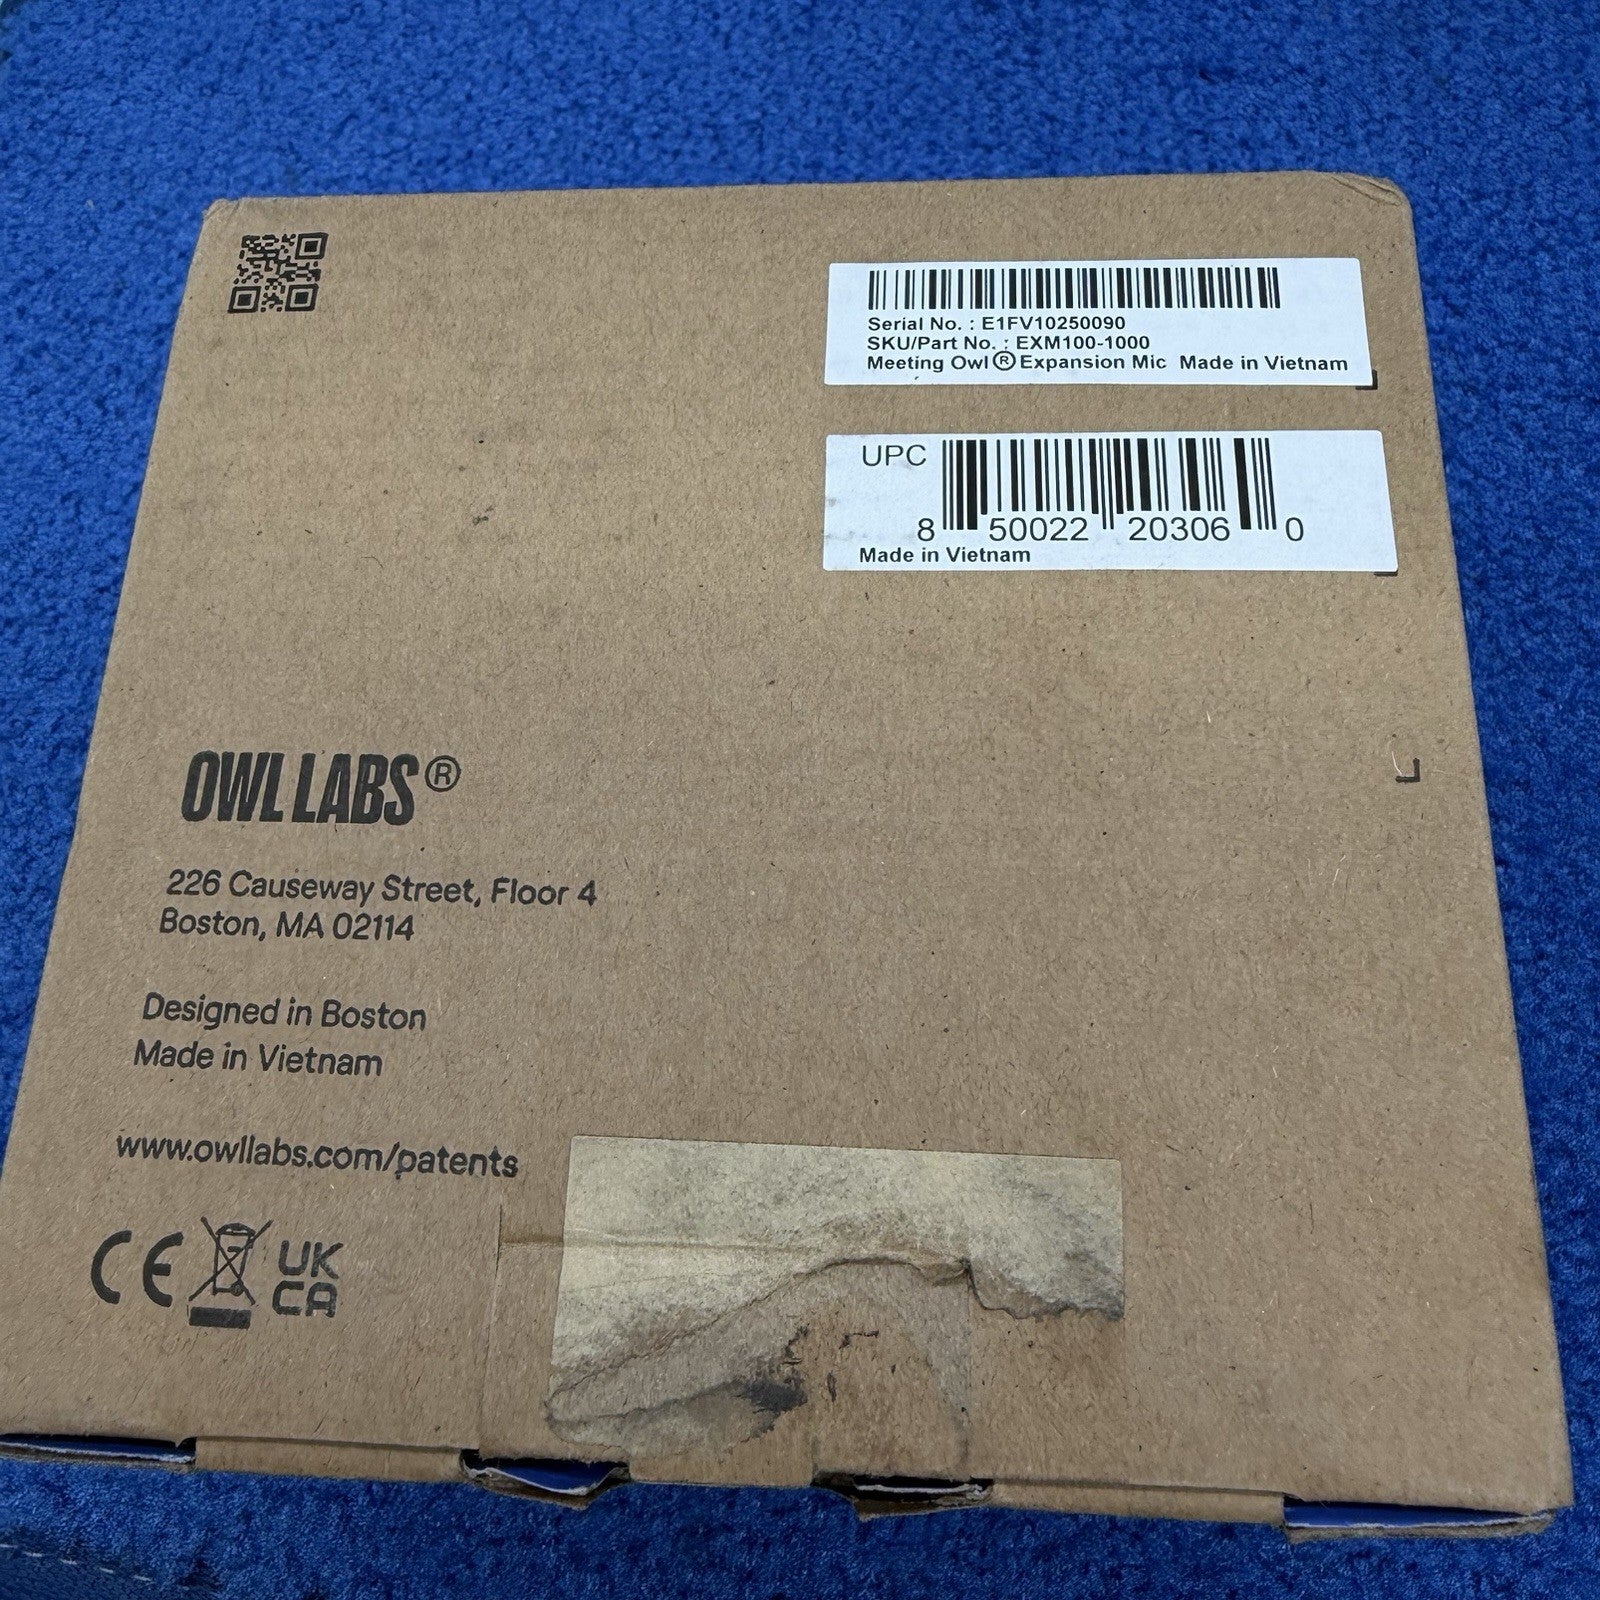 Serial No. : E1FV10250090
SKU/Part No. : EXM100-1000
Meeting Owl® Expansion Mic Made in Vietnam
UPC
8 50022 20306 0
Made in Vietnam
OWL LABS®
226 Causeway Street, Floor 4
Boston, MA 02114
Designed in Boston
Made in Vietnam
www.owllabs.com/patents
CE UK
CA